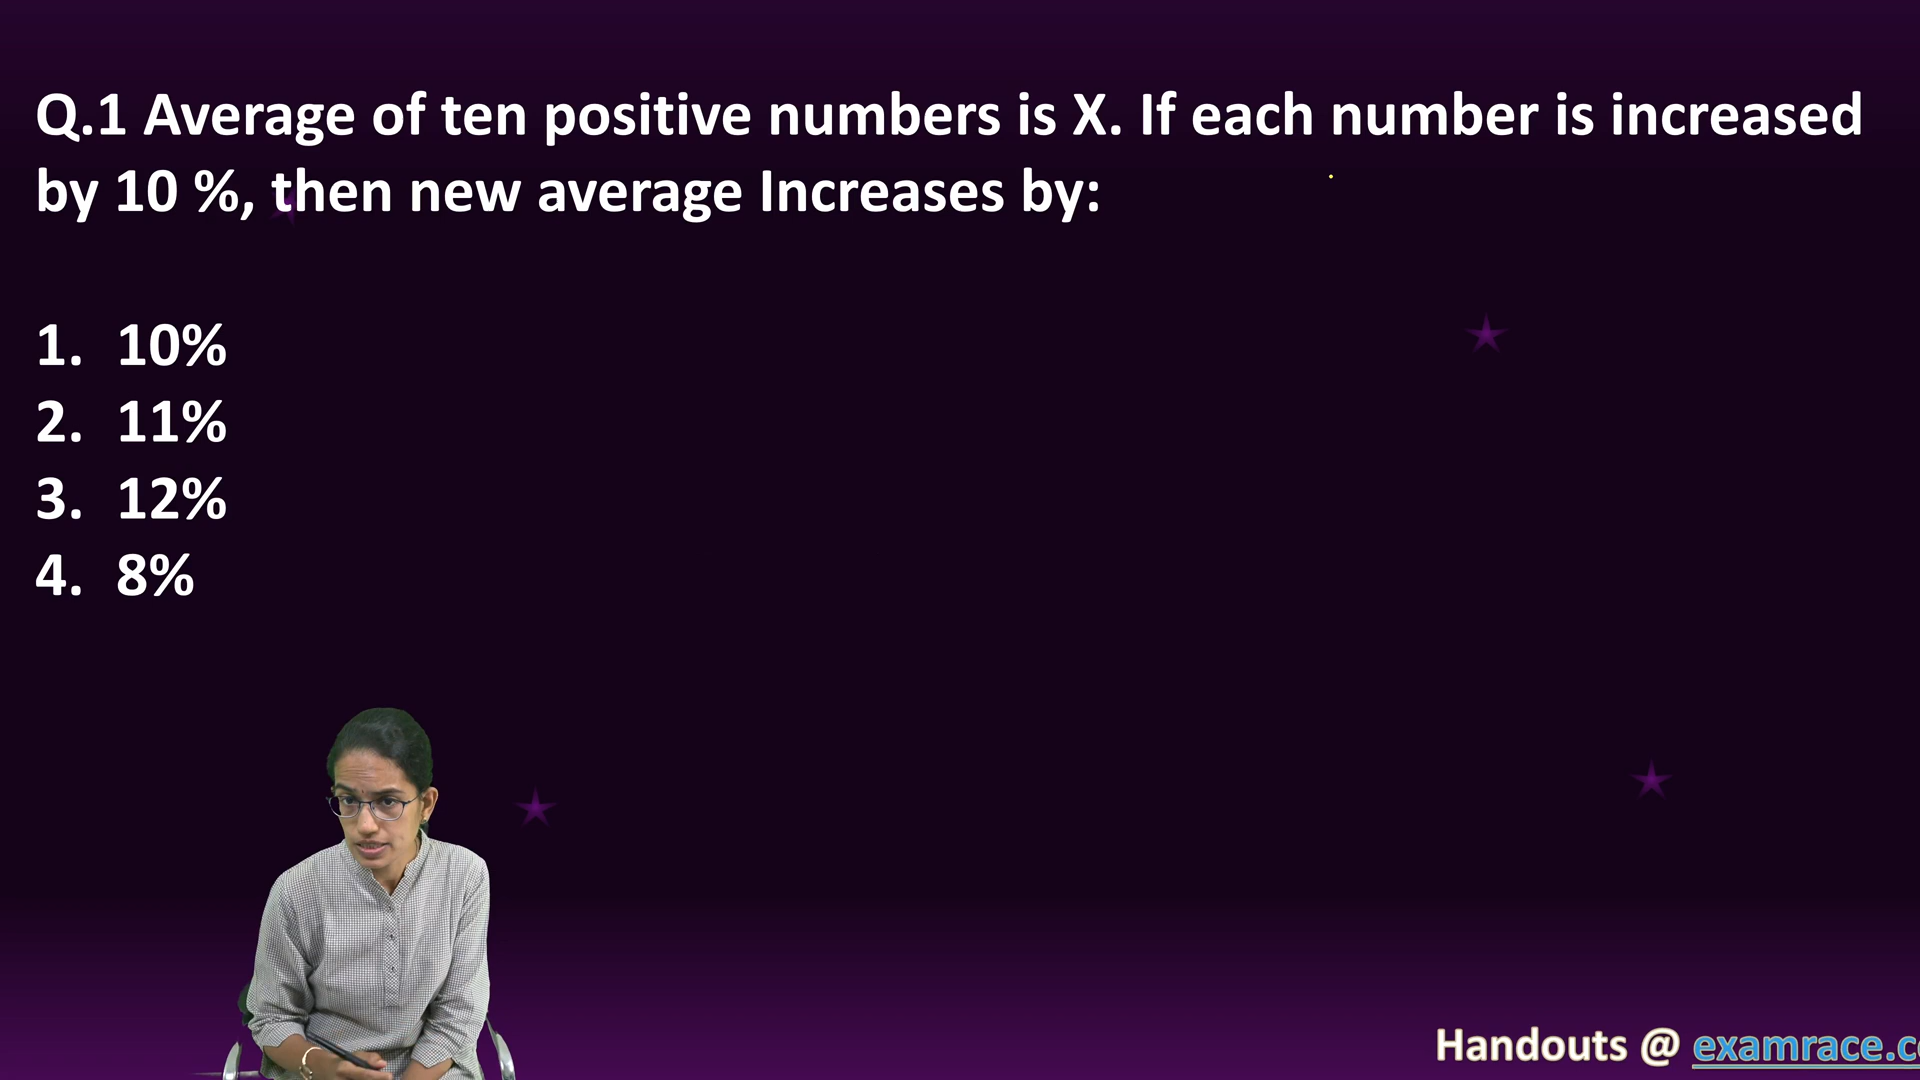 Q.1 Average of ten positive numbers is X. If each number is increased
by 10 %, then new average Increases by:
1. 10%
2. 11%
3. 12%
4. 8%
Handouts @ examrace.c